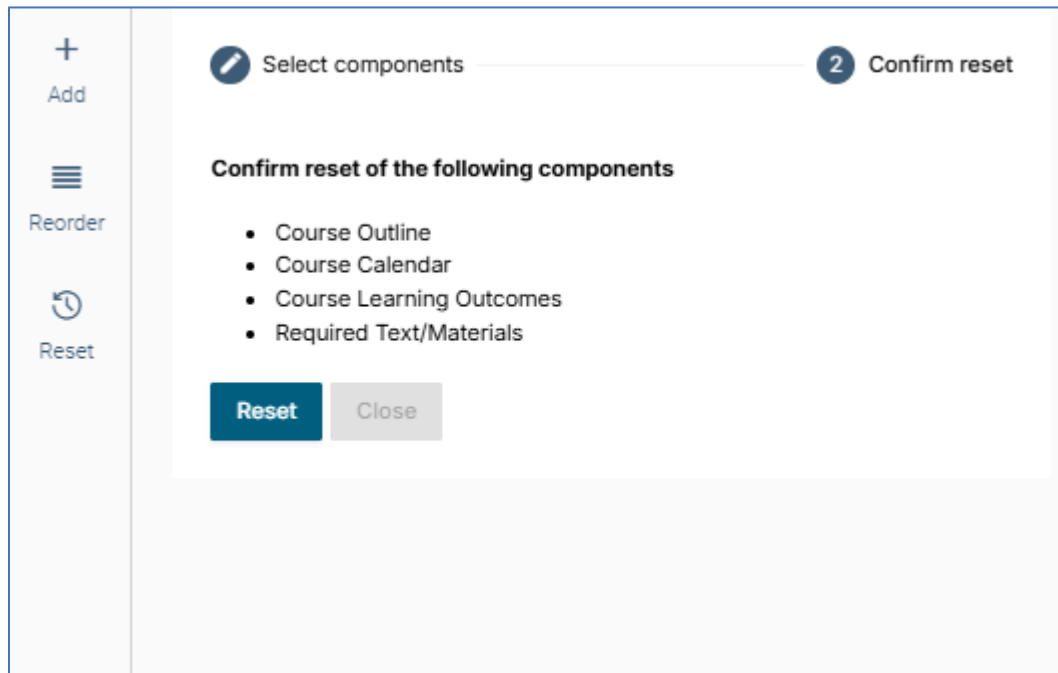 Add
Reorder
Reset
Select components
2 Confirm reset
Confirm reset of the following components
• Course Outline
• Course Calendar
• Course Learning Outcomes
• Required Text/Materials
Reset
Close